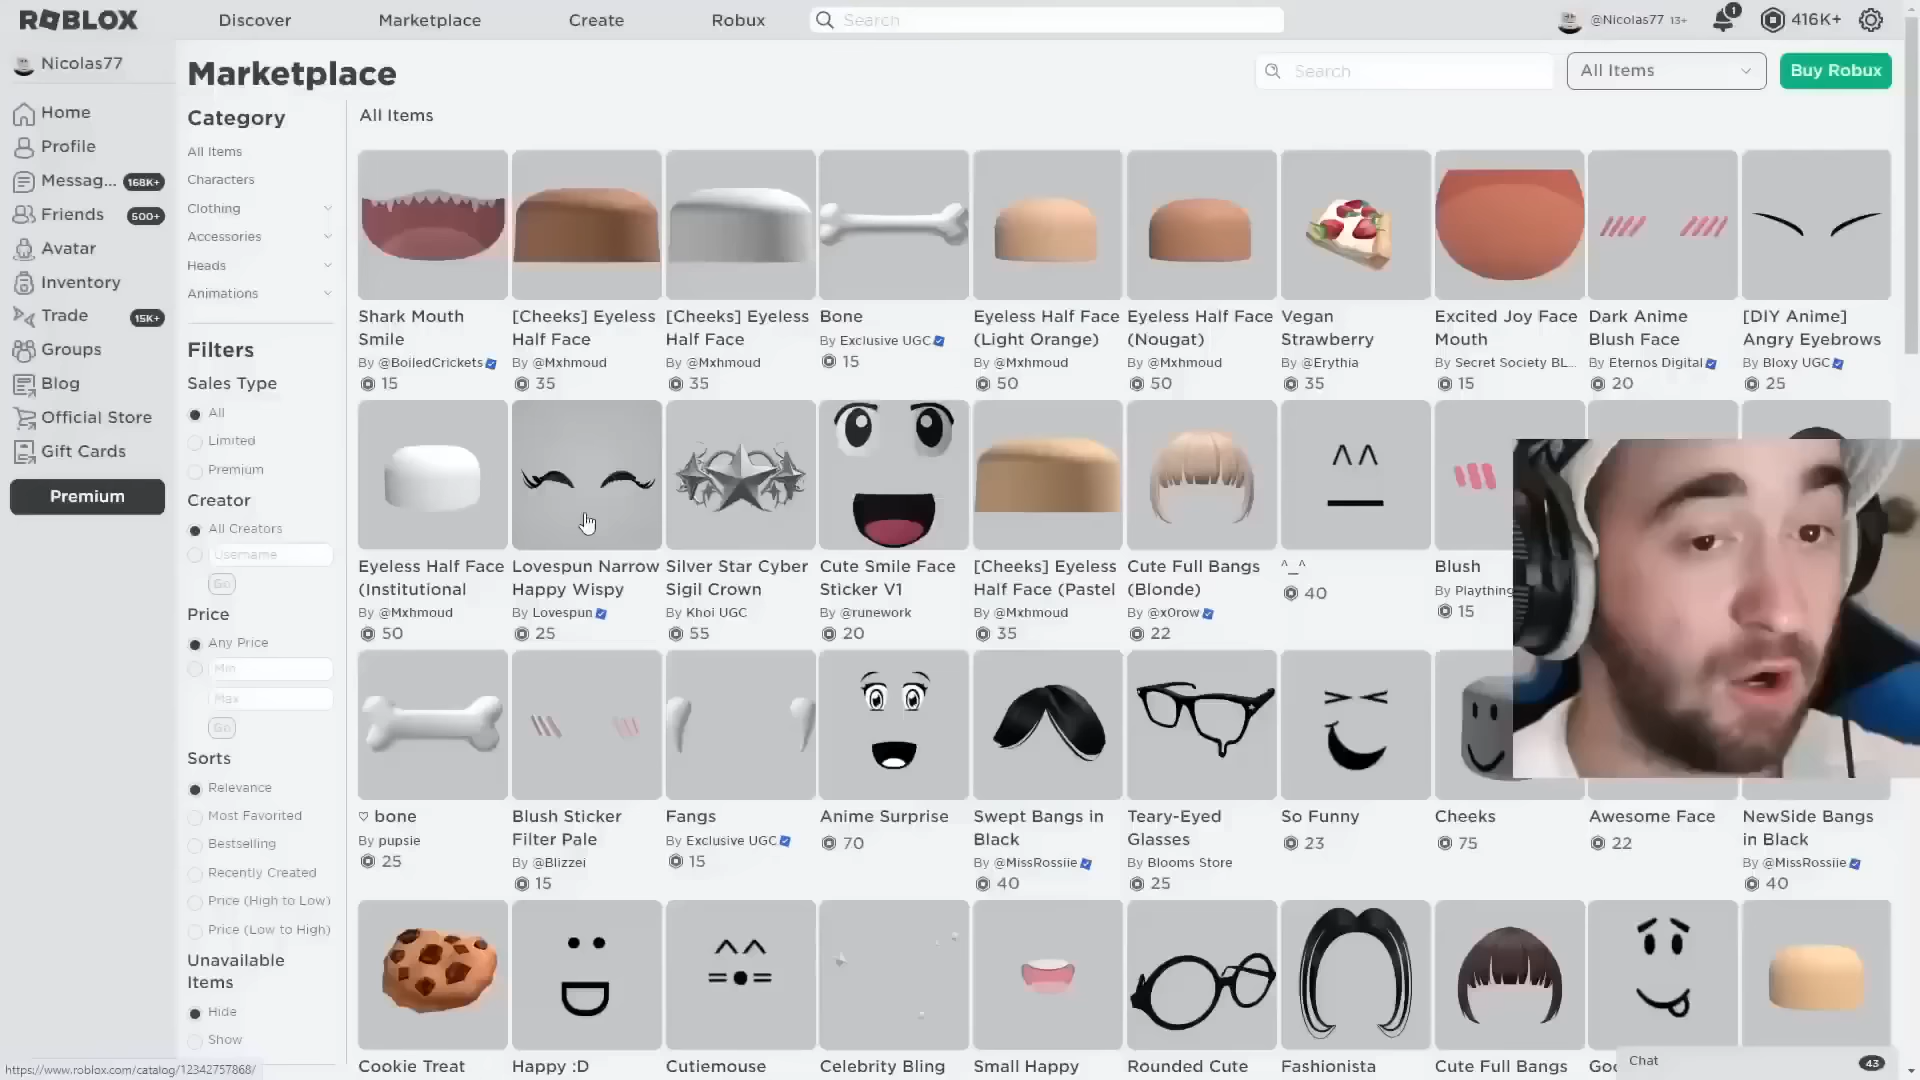 ROBLOX
Discover
Marketplace
Create
Robux
Search
@Nicolas77 13+
1
416K+
Nicolas77
Home
Profile
Messag... 168K+
Friends 500+
Avatar
Inventory
Trade 15K+
Groups
Blog
Official Store
Gift Cards
Premium
Marketplace
Search
All Items
Buy Robux
Category
All Items
Characters
Clothing
Accessories
Heads
Animations
Filters
Sales Type
All
Limited
Premium
Creator
All Creators
Username
Go
Price
Any Price
Min
Max
Go
Sorts
Relevance
Most Favorited
Bestselling
Recently Created
Price (High to Low)
Price (Low to High)
Unavailable
Items
Hide
Show
All Items
Shark Mouth
Smile
By @BoiledCrickets
15
[Cheeks] Eyeless
Half Face
By @Mxhmoud
35
[Cheeks] Eyeless
Half Face
By @Mxhmoud
35
Bone
By Exclusive UGC
15
Eyeless Half Face
(Light Orange)
By @Mxhmoud
50
Eyeless Half Face
(Nougat)
By @Mxhmoud
50
Vegan
Strawberry
By @Erythia
35
Excited Joy Face
Mouth
By Secret Society BL...
15
Dark Anime
Blush Face
By Eternos Digital
20
[DIY Anime]
Angry Eyebrows
By Bloxy UGC
25
Eyeless Half Face
(Institutional
By @Mxhmoud
50
Lovespun Narrow
Happy Wispy
By Lovespun
25
Silver Star Cyber
Sigil Crown
By Khoi UGC
55
Cute Smile Face
Sticker V1
By @runework
20
[Cheeks] Eyeless
Half Face (Pastel
By @Mxhmoud
35
Cute Full Bangs
(Blonde)
By @x0row
22
^_^
40
Blush
By Plaything
15
♡ bone
By pupsie
25
Blush Sticker
Filter Pale
By @Blizzei
15
Fangs
By Exclusive UGC
15
Anime Surprise
70
Swept Bangs in
Black
By @MissRossiie
40
Teary-Eyed
Glasses
By Blooms Store
25
So Funny
23
Cheeks
75
Awesome Face
22
NewSide Bangs
in Black
By @MissRossiie
40
Cookie Treat
Happy :D
Cutiemouse
Celebrity Bling
Small Happy
Rounded Cute
Fashionista
Cute Full Bangs
Chat
43
https://www.roblox.com/catalog/12342757868/